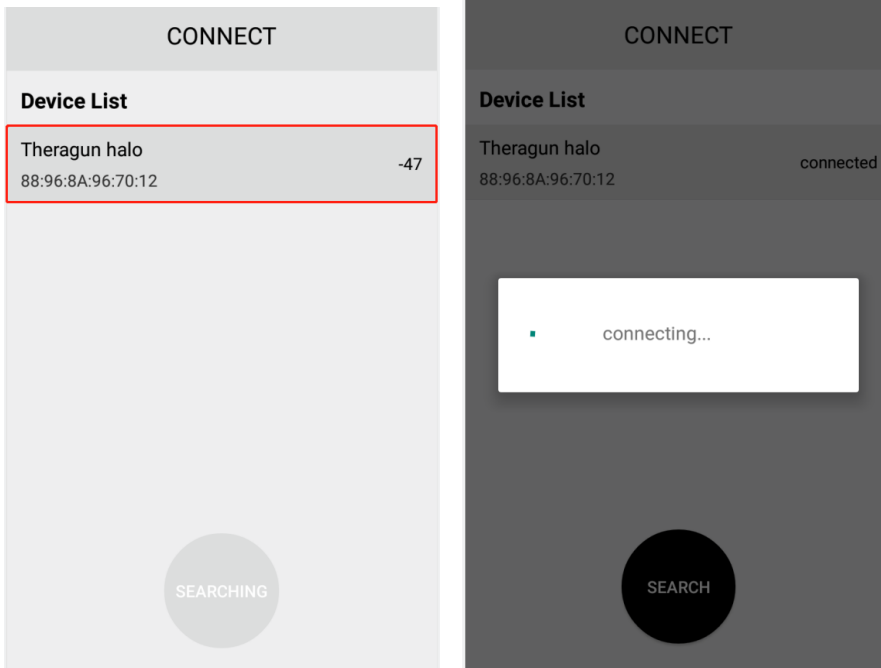 CONNECT
Device List
Theragun halo
-47
88:96:8A:96:70:12
SEARCHING
CONNECT
Device List
Theragun halo
connected
88:96:8A:96:70:12
connecting...
SEARCH